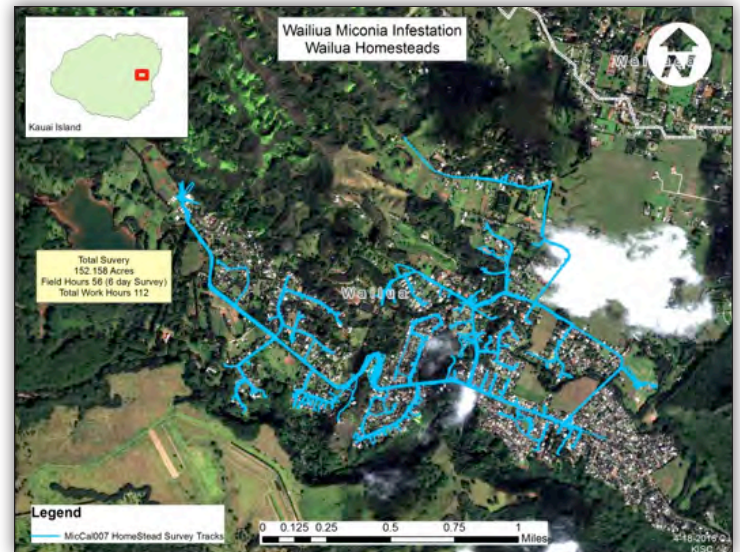 Wailiua Miconia Infestation
Wailua Homesteads
N
Kauai Island
Total Suvery
152.158 Acres
Field Hours 56 (6 day Survey)
Total Work Hours 112
Wailua
Legend
MicCal007 HomeStead Survey Tracks
0 0.125 0.25 0.5 0.75 1
Miles
KISC